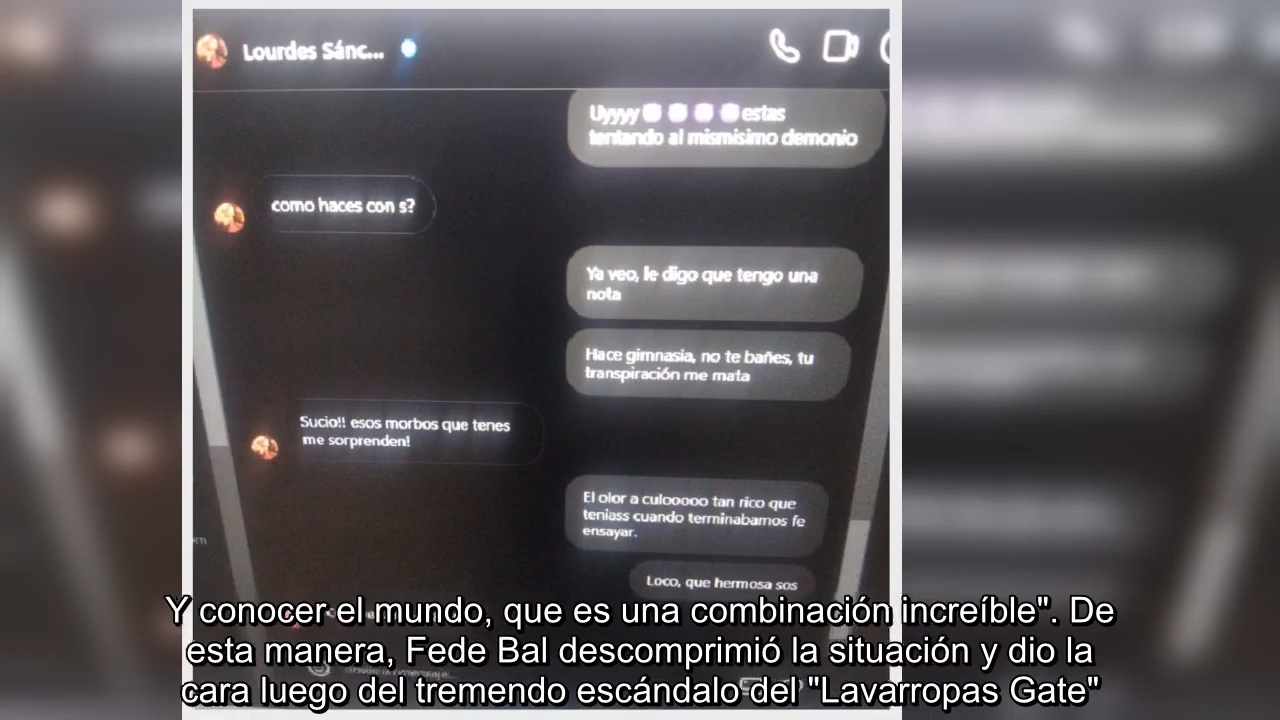 Lourdes Sánc...
Uyyyy estas
tentando al mismisimo demonio
como haces con s?
Ya veo, le digo que tengo una
nota
Hace gimnasia, no te bañes, tu
transpiración me mata
Sucio!! esos morbos que tenes
me sorprenden!
El olor a culooooo tan rico que
teniass cuando terminabamos fe
ensayar.
Loco, que hermosa sos
Y conocer el mundo, que es una combinación increíble". De
esta manera, Fede Bal descomprimió la situación y dio la
cara luego del tremendo escándalo del "Lavarropas Gate"